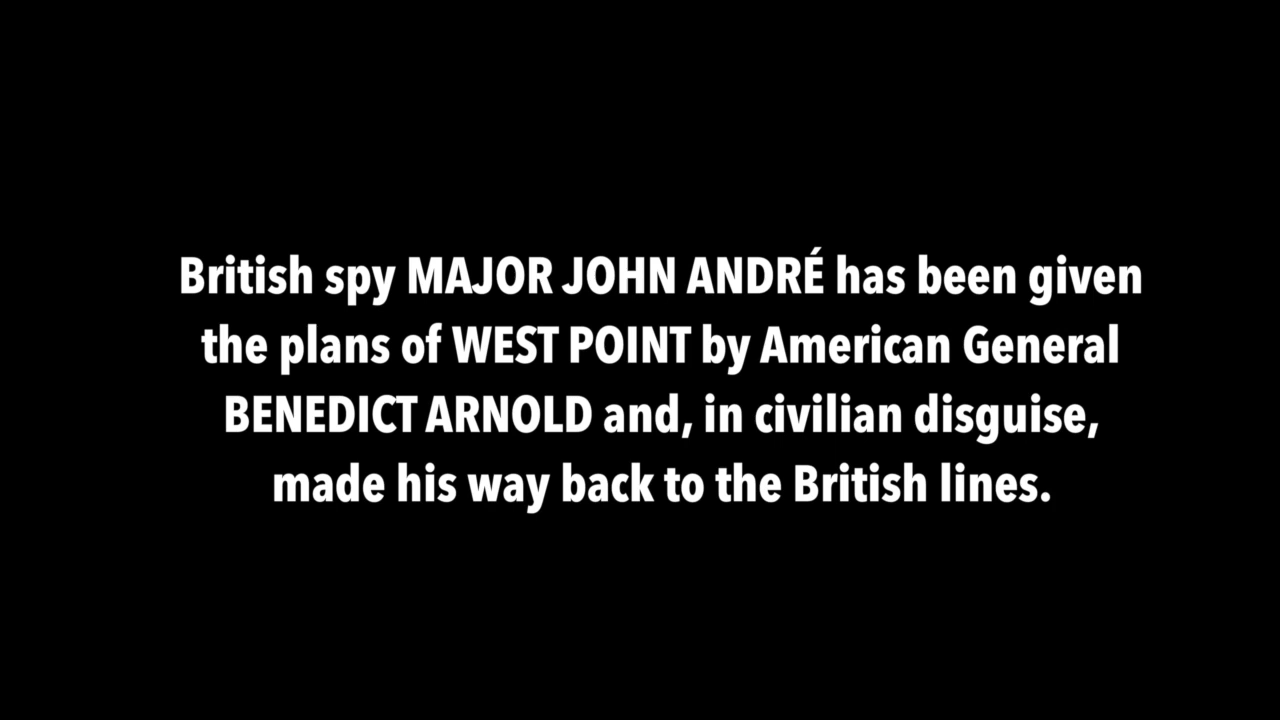 British spy MAJOR JOHN ANDRÉ has been given
the plans of WEST POINT by American General
BENEDICT ARNOLD and, in civilian disguise,
made his way back to the British lines.